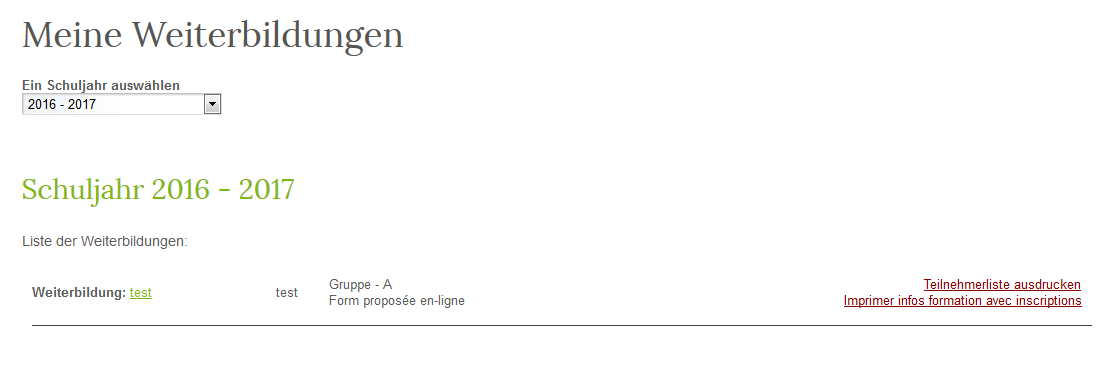 Meine Weiterbildungen
Ein Schuljahr auswählen
2016 - 2017
Schuljahr 2016 - 2017
Liste der Weiterbildungen:
Weiterbildung: test
test
Gruppe - A
Form proposée en-ligne
Teilnehmerliste ausdrucken
Imprimer infos formation avec inscriptions